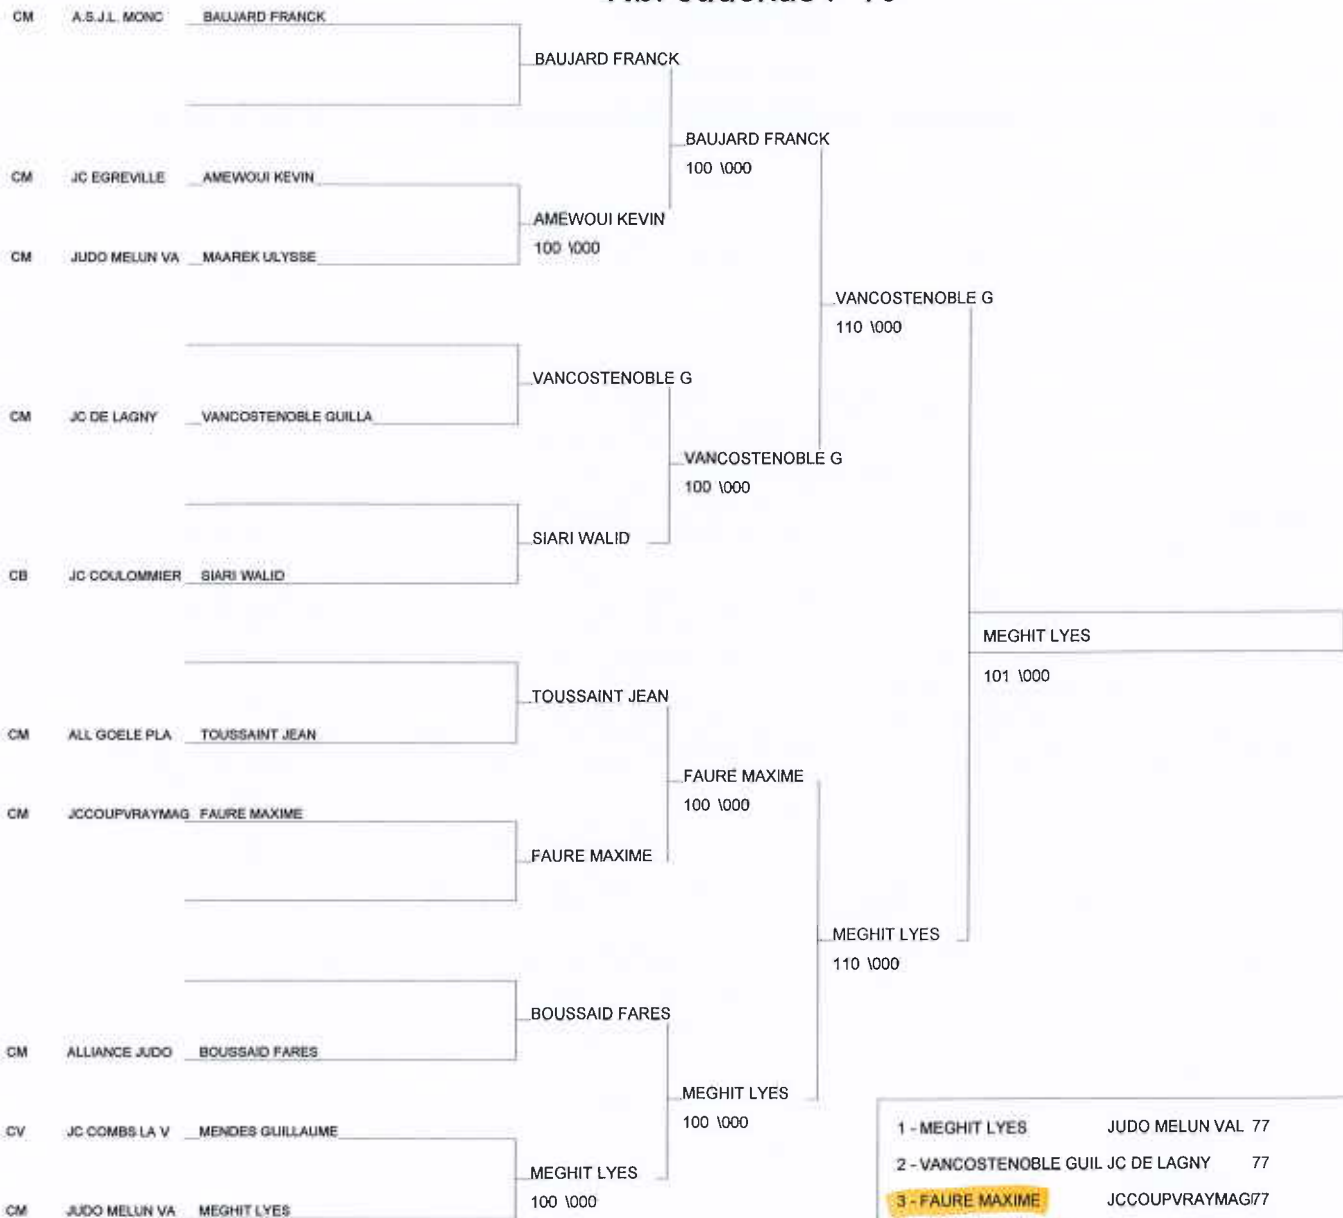 CM A.S.J.L. MONC BAUJARD FRANCK
BAUJARD FRANCK
BAUJARD FRANCK
100 \000
CM JC EGREVILLE AMEWOUI KEVIN
AMEWOUI KEVIN
100 \000
CM JUDO MELUN VA MAAREK ULYSSE
VANCOSTENOBLE G
110 \000
VANCOSTENOBLE G
CM JC DE LAGNY VANCOSTENOBLE GUILLA
VANCOSTENOBLE G
100 \000
SIARI WALID
CB JC COULOMMIER SIARI WALID
MEGHIT LYES
101 \000
TOUSSAINT JEAN
CM ALL GOELE PLA TOUSSAINT JEAN
FAURE MAXIME
100 \000
CM JCCOUPVRAYMAG FAURE MAXIME
FAURE MAXIME
MEGHIT LYES
110 \000
BOUSSAID FARES
CM ALLIANCE JUDO BOUSSAID FARES
MEGHIT LYES
100 \000
CV JC COMBS LA V MENDES GUILLAUME
MEGHIT LYES
100 \000
CM JUDO MELUN VA MEGHIT LYES
1 - MEGHIT LYES JUDO MELUN VAL 77
2 - VANCOSTENOBLE GUIL JC DE LAGNY 77
3 - FAURE MAXIME JCCOUPVRAYMAG 77